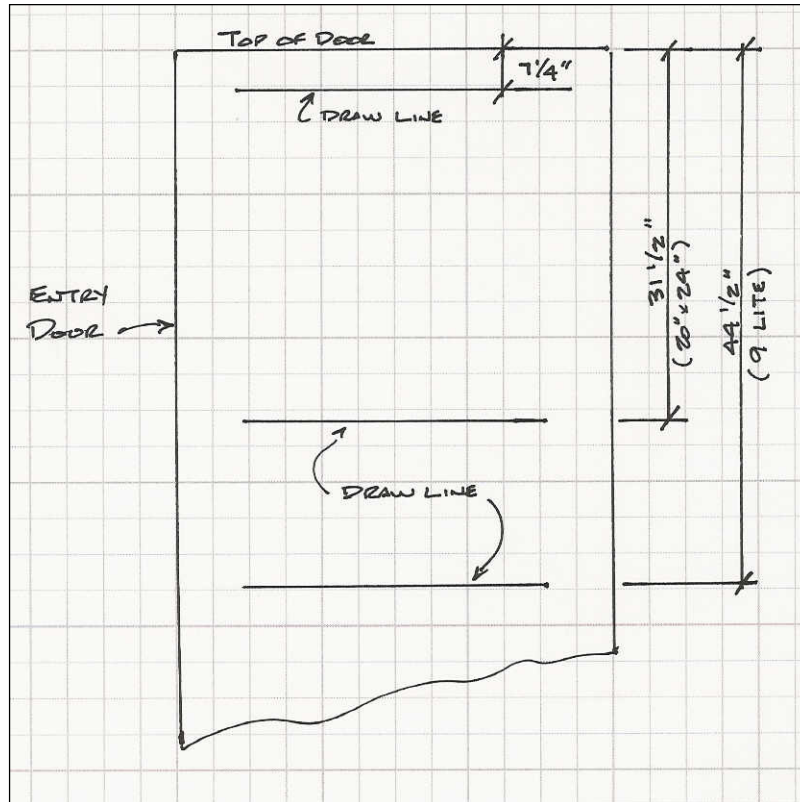 TOP OF DOOR
7 1/4"
DRAW LINE
31 1/2"
(20"x24")
44 1/2"
(9 LITE)
ENTRY
DOOR
DRAW LINE